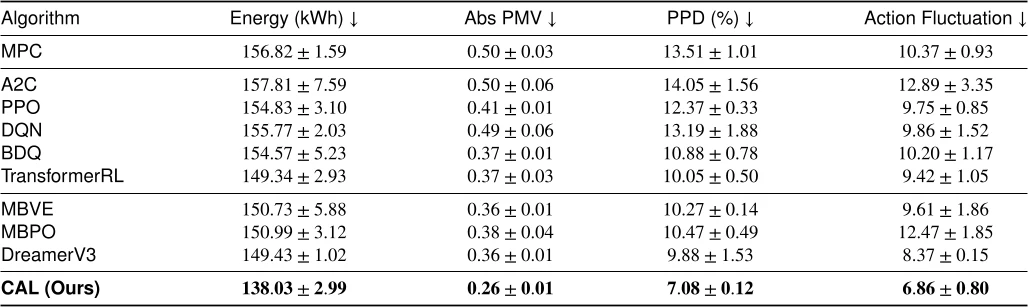 Algorithm Energy (kWh) ↓ Abs PMV ↓ PPD (%) ↓ Action Fluctuation ↓
MPC 156.82 ± 1.59 0.50 ± 0.03 13.51 ± 1.01 10.37 ± 0.93
A2C 157.81 ± 7.59 0.50 ± 0.06 14.05 ± 1.56 12.89 ± 3.35
PPO 154.83 ± 3.10 0.41 ± 0.01 12.37 ± 0.33 9.75 ± 0.85
DQN 155.77 ± 2.03 0.49 ± 0.06 13.19 ± 1.88 9.86 ± 1.52
BDQ 154.57 ± 5.23 0.37 ± 0.01 10.88 ± 0.78 10.20 ± 1.17
TransformerRL 149.34 ± 2.93 0.37 ± 0.03 10.05 ± 0.50 9.42 ± 1.05
MBVE 150.73 ± 5.88 0.36 ± 0.01 10.27 ± 0.14 9.61 ± 1.86
MBPO 150.99 ± 3.12 0.38 ± 0.04 10.47 ± 0.49 12.47 ± 1.85
DreamerV3 149.43 ± 1.02 0.36 ± 0.01 9.88 ± 1.53 8.37 ± 0.15
CAL (Ours) 138.03 ± 2.99 0.26 ± 0.01 7.08 ± 0.12 6.86 ± 0.80